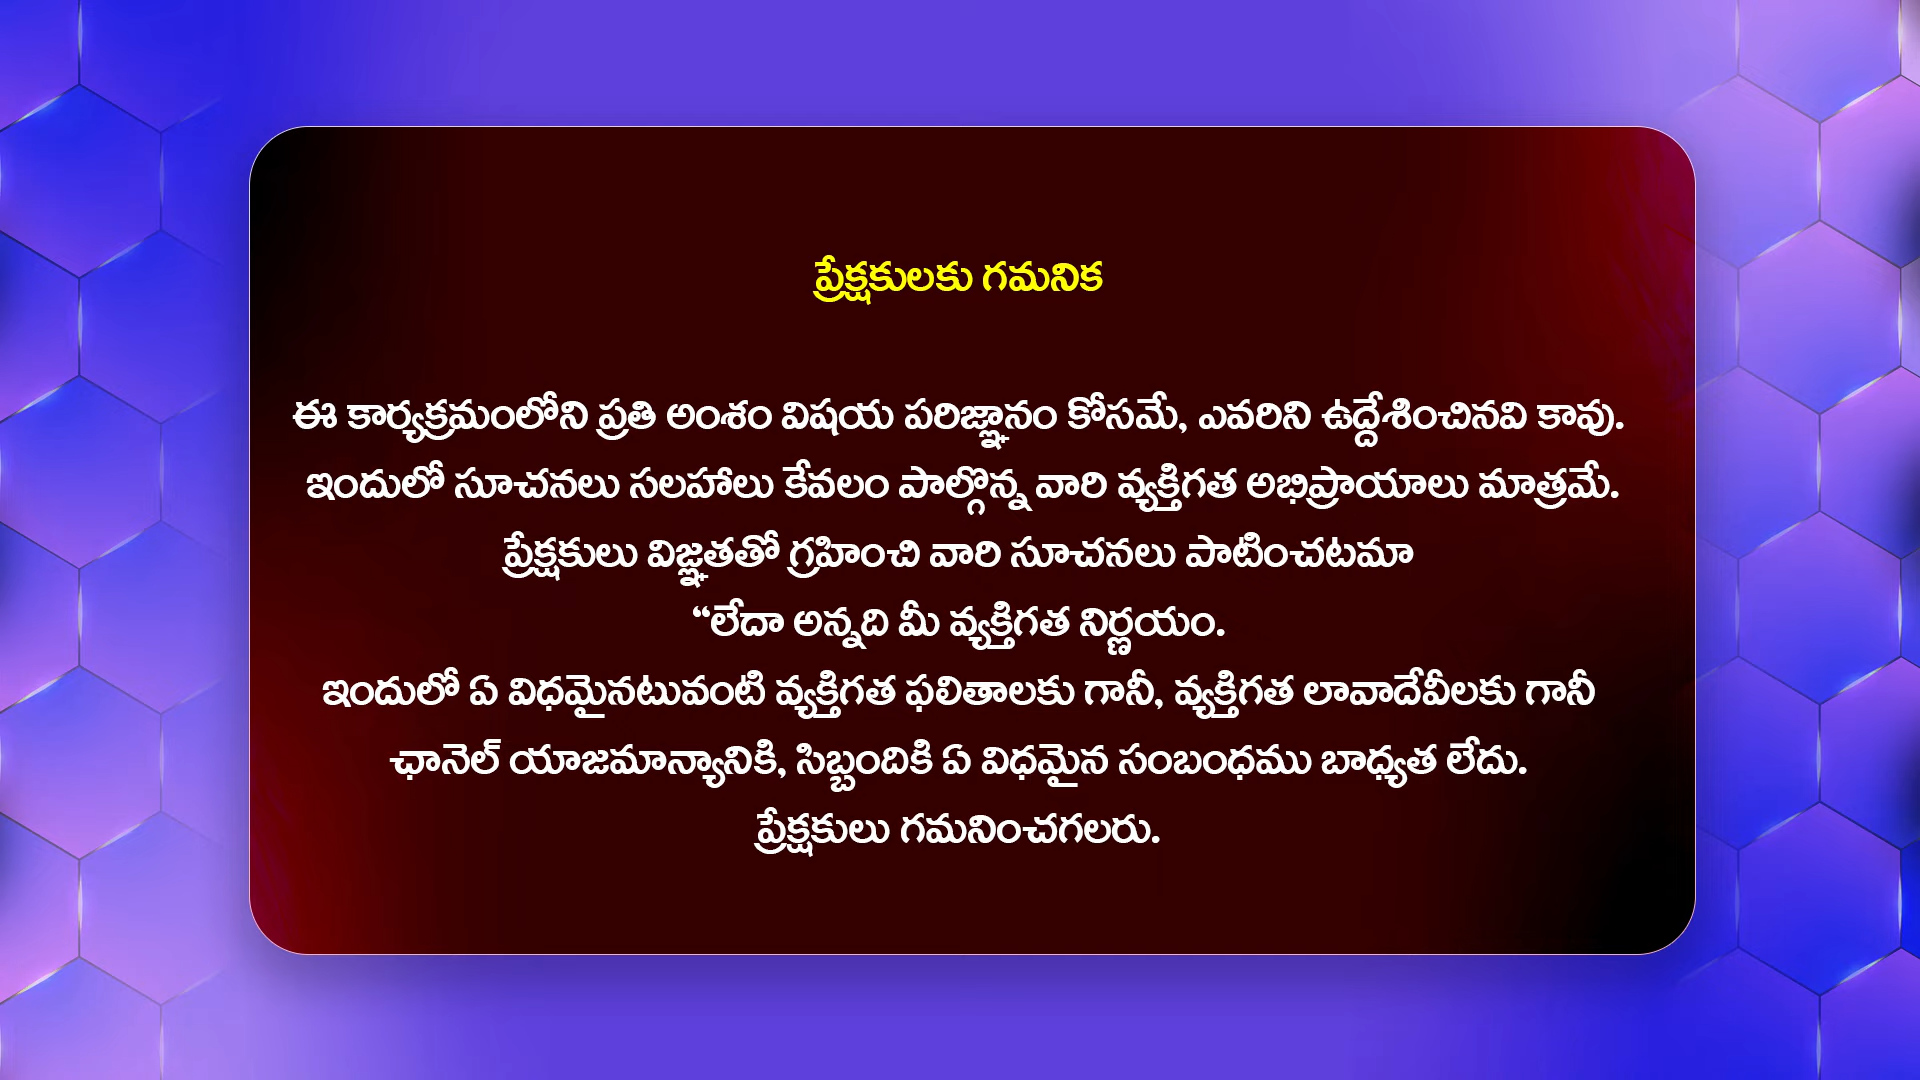 ప్రేక్షకులకు గమనిక
ఈ కార్యక్రమంలోని ప్రతి అంశం విషయ పరిజ్ఞానం కోసమే, ఎవరిని ఉద్దేశించినవి కావు.
ఇందులో సూచనలు సలహాలు కేవలం పాల్గొన్న వారి వ్యక్తిగత అభిప్రాయాలు మాత్రమే.
ప్రేక్షకులు విజ్ఞతతో గ్రహించి వారి సూచనలు పాటించటమా
“లేదా అన్నది మీ వ్యక్తిగత నిర్ణయం.
ఇందులో ఏ విధమైనటువంటి వ్యక్తిగత ఫలితాలకు గానీ, వ్యక్తిగత లావాదేవీలకు గానీ
ఛానెల్ యాజమాన్యానికి, సిబ్బందికి ఏ విధమైన సంబంధము బాధ్యత లేదు.
ప్రేక్షకులు గమనించగలరు.